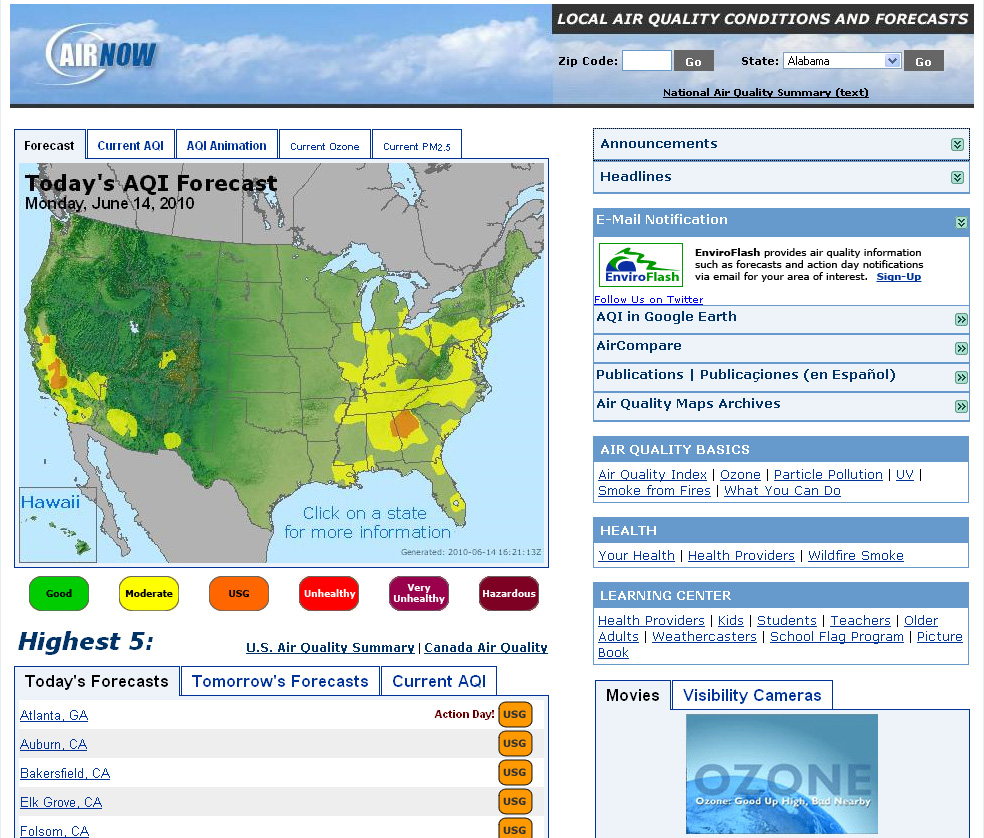 AIRNOW
LOCAL AIR QUALITY CONDITIONS AND FORECASTS
Zip Code: Go State: Alabama Go
National Air Quality Summary (text)
Forecast Current AQI AQI Animation Current Ozone Current PM2.5
Today's AQI Forecast
Monday, June 14, 2010
Hawaii
Click on a state
for more information
Generated: 2010-06-14 16:21:13Z
Good Moderate USG Unhealthy Very Unhealthy Hazardous
Highest 5:
U.S. Air Quality Summary | Canada Air Quality
Today's Forecasts Tomorrow's Forecasts Current AQI
Atlanta, GA Action Day! USG
Auburn, CA USG
Bakersfield, CA USG
Elk Grove, CA USG
Folsom, CA USG
Announcements
Headlines
E-Mail Notification
EnviroFlash
EnviroFlash provides air quality information
such as forecasts and action day notifications
via email for your area of interest. Sign-Up
Follow Us on Twitter
AQI in Google Earth
AirCompare
Publications | Publicaçiones (en Español)
Air Quality Maps Archives
AIR QUALITY BASICS
Air Quality Index | Ozone | Particle Pollution | UV |
Smoke from Fires | What You Can Do
HEALTH
Your Health | Health Providers | Wildfire Smoke
LEARNING CENTER
Health Providers | Kids | Students | Teachers | Older
Adults | Weathercasters | School Flag Program | Picture
Book
Movies Visibility Cameras
OZONE
Ozone: Good Up High, Bad Nearby